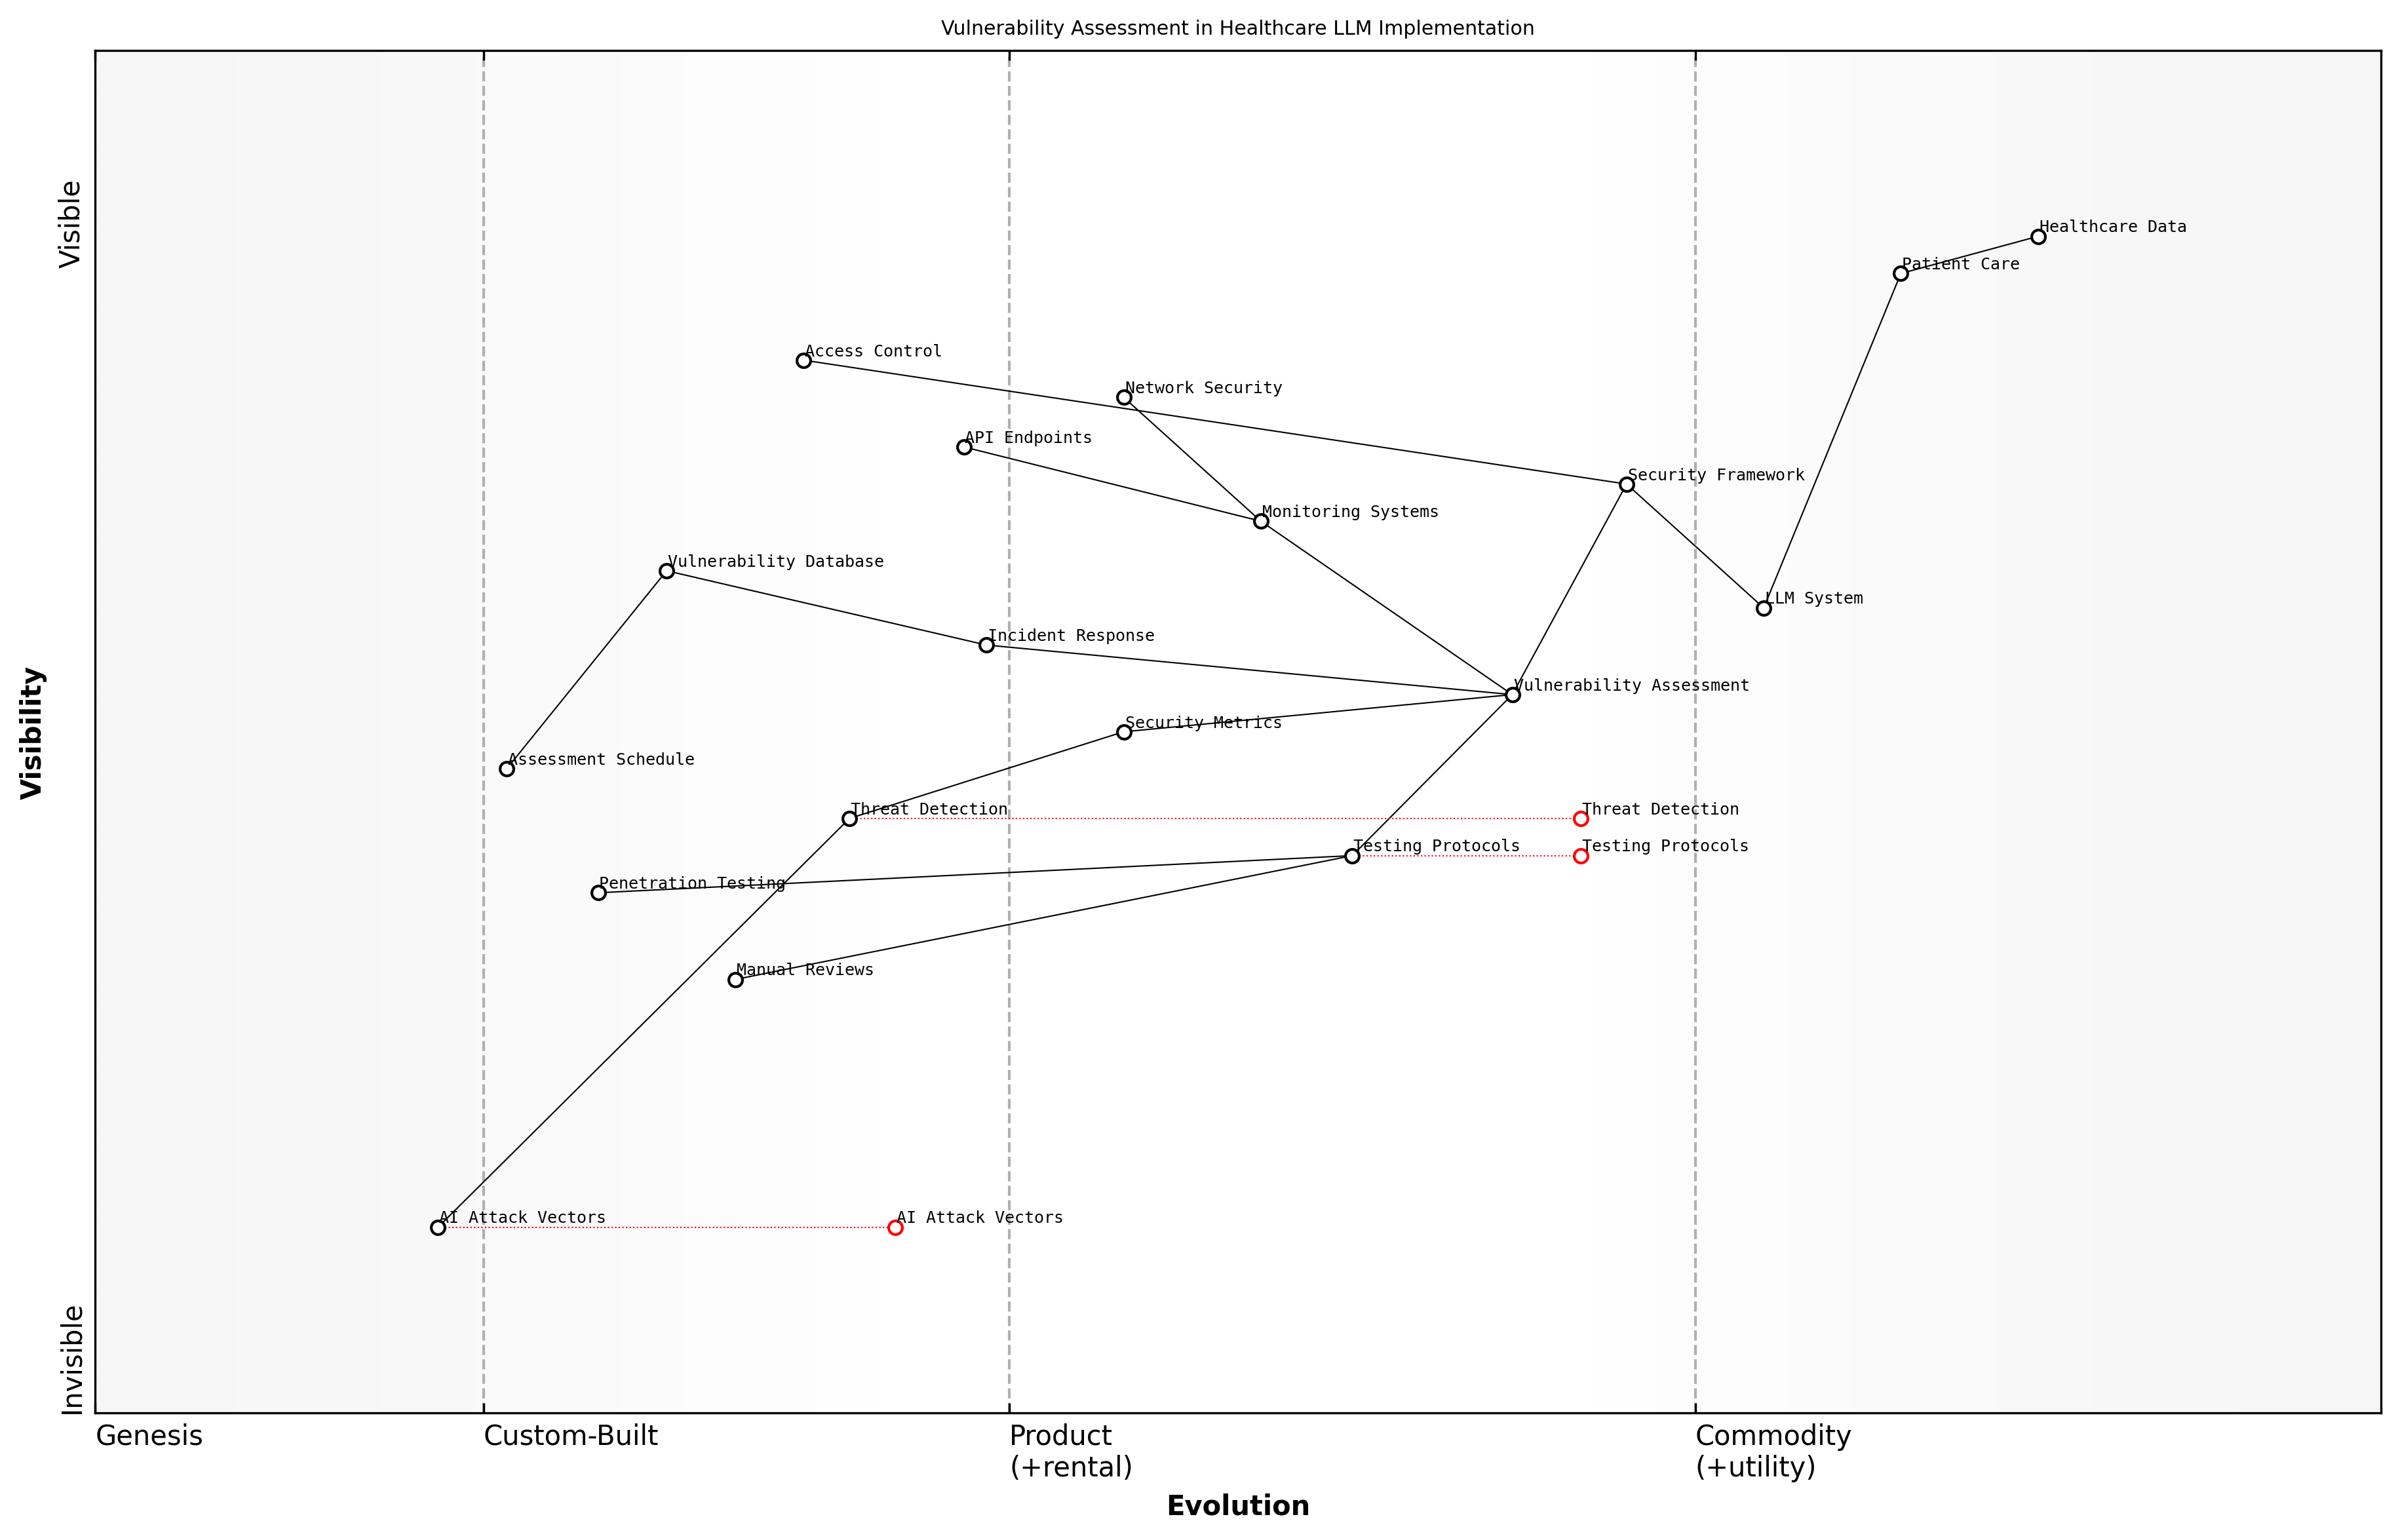 Vulnerability Assessment in Healthcare LLM Implementation
Visible
Healthcare Data
Patient Care
Access Control
Network Security
API Endpoints
Security Framework
Monitoring Systems
Vulnerability Database
LLM System
Incident Response
Vulnerability Assessment
Security Metrics
Visibility
Assessment Schedule
Threat Detection
Threat Detection
Testing Protocols
Testing Protocols
Penetration Testing
Manual Reviews
AI Attack Vectors
AI Attack Vectors
Invisible
Genesis
Custom-Built
Product
(+rental)
Commodity
(+utility)
Evolution